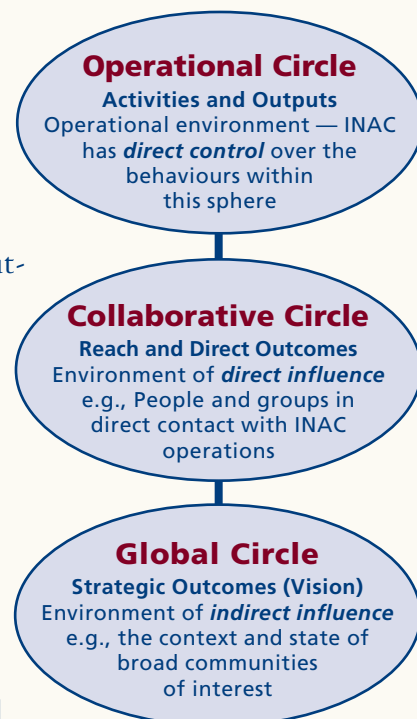 Operational Circle
Activities and Outputs
Operational environment — INAC
has direct control over the
behaviours within
this sphere
Collaborative Circle
Reach and Direct Outcomes
Environment of direct influence
e.g., People and groups in
direct contact with INAC
operations
Global Circle
Strategic Outcomes (Vision)
Environment of indirect influence
e.g., the context and state of
broad communities
of interest